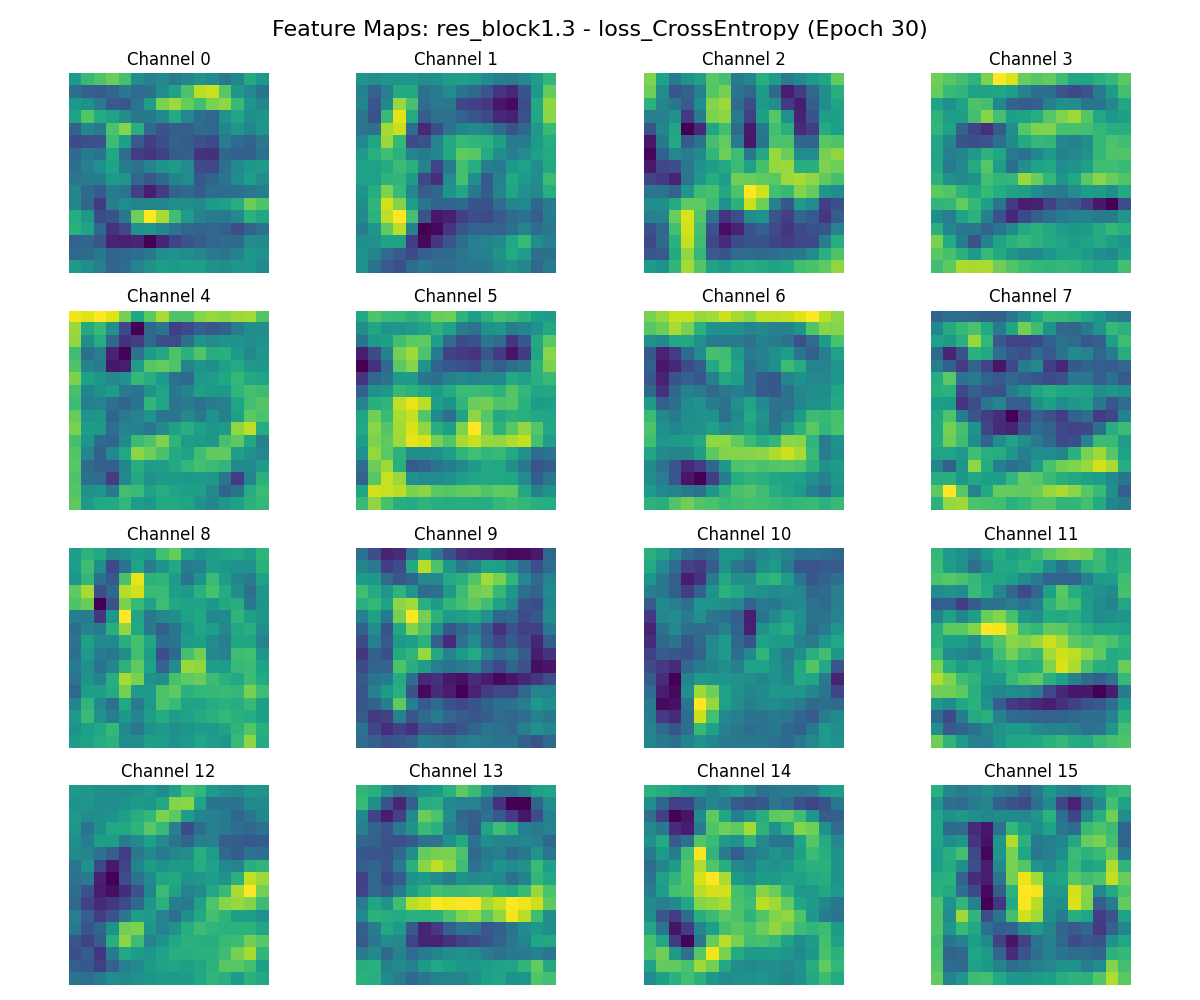 Feature Maps: res_block1.3 - loss_CrossEntropy (Epoch 30)
Channel 0 Channel 1 Channel 2 Channel 3
Channel 4 Channel 5 Channel 6 Channel 7
Channel 8 Channel 9 Channel 10 Channel 11
Channel 12 Channel 13 Channel 14 Channel 15